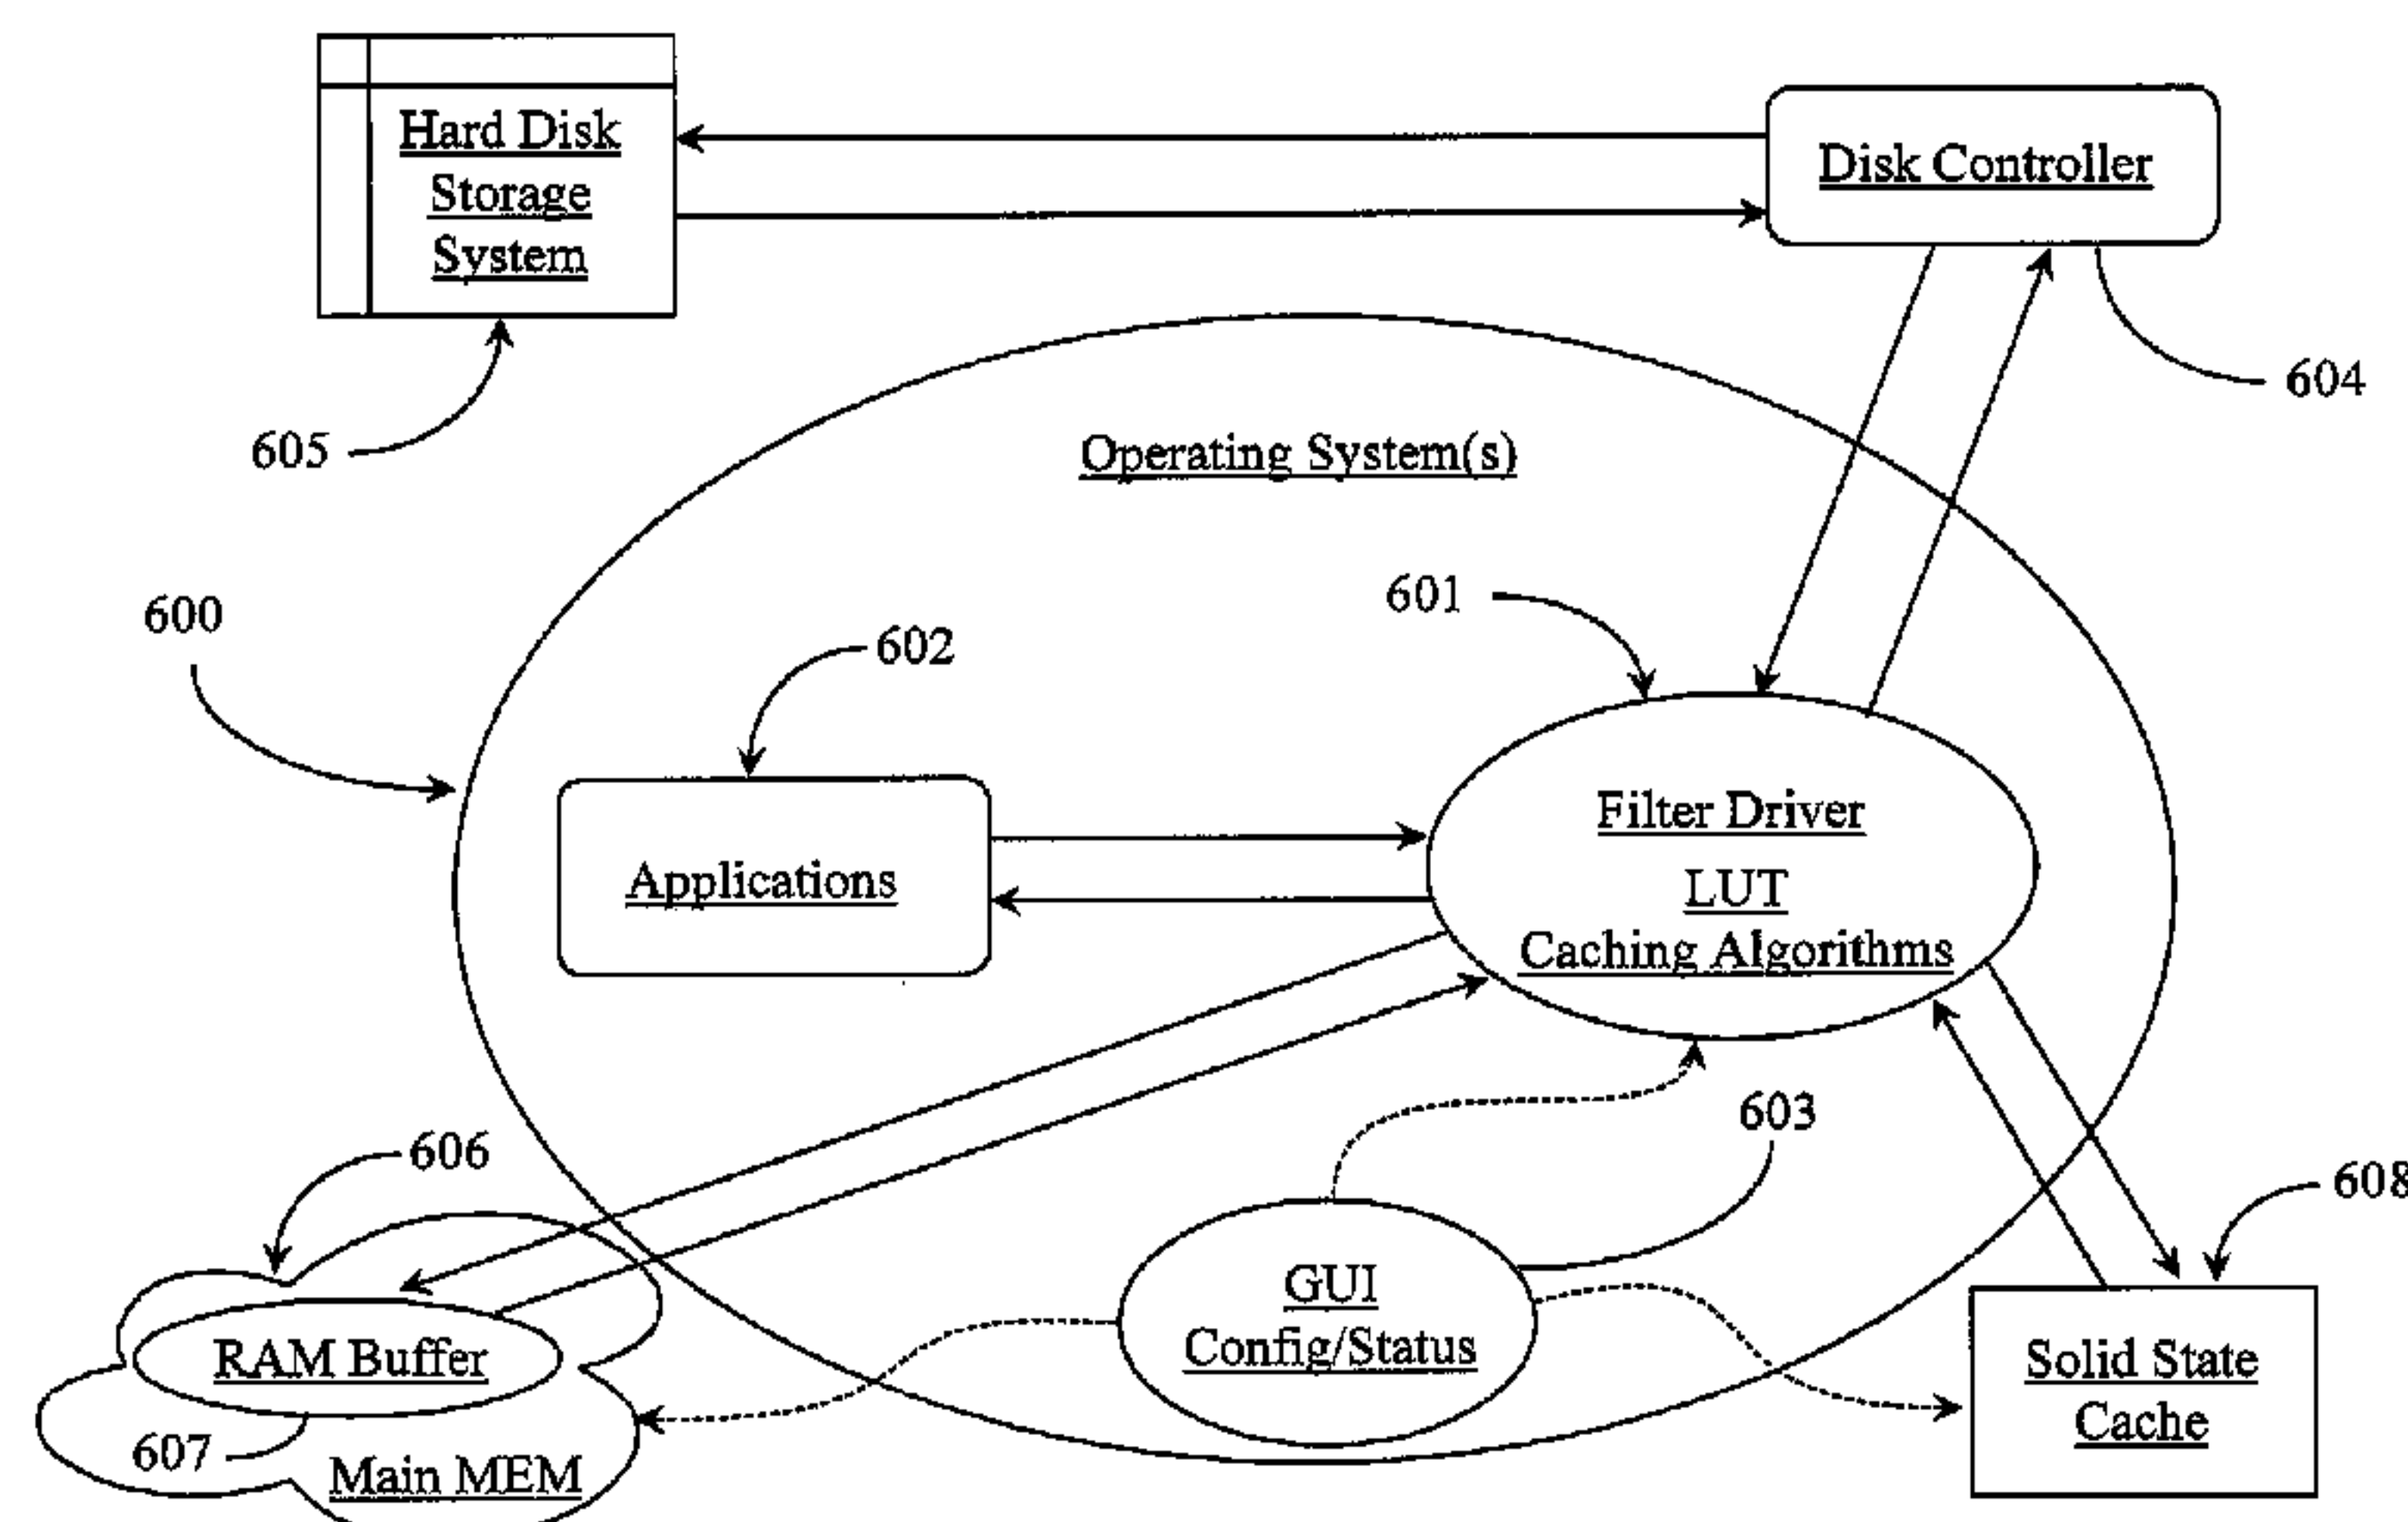 Hard Disk
Storage
System
Disk Controller
604
605
Operating System(s)
600
601
602
Filter Driver
LUT
Caching Algorithms
Applications
603
606
608
GUI
Config/Status
RAM Buffer
607
Main MEM
Solid State
Cache